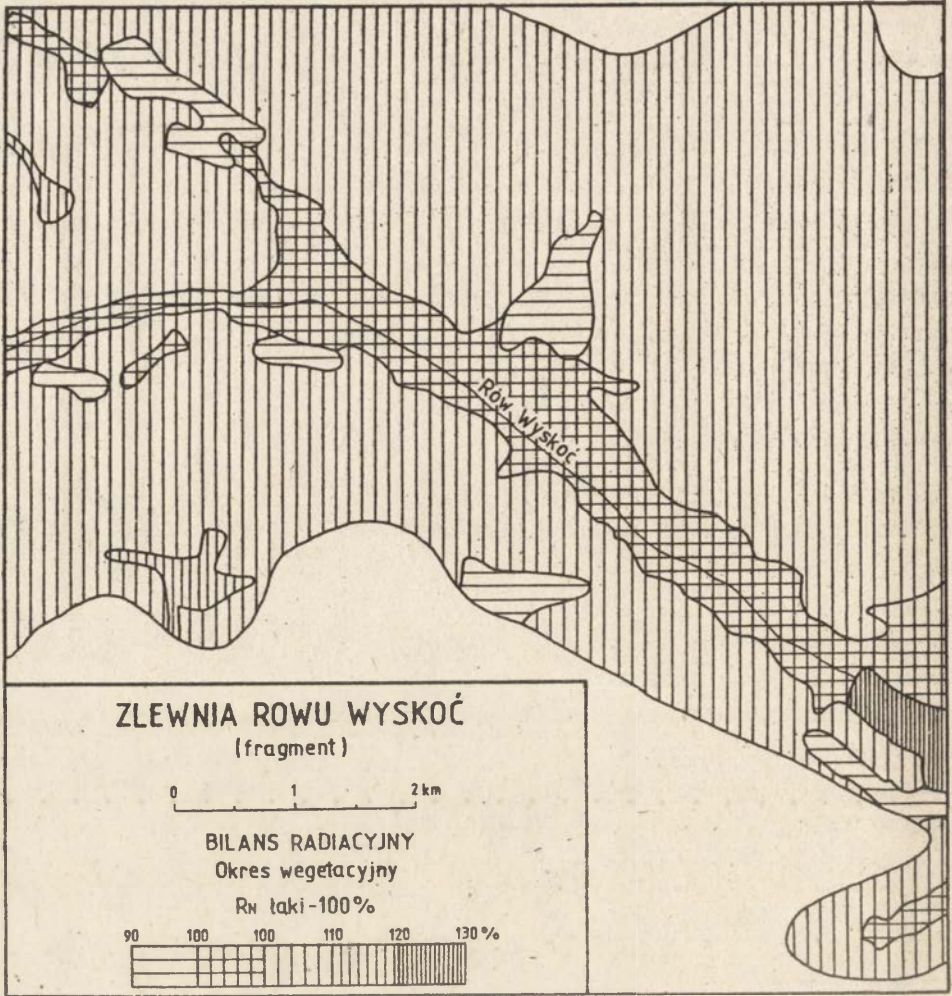 Rów Wyskoć
ZLEWNIA ROWU WYSKOĆ
(fragment)
0 1 2 km
BILANS RADIACYJNY
Okres wegetacyjny
RN łąki-100%
90 100 100 110 120 130 %